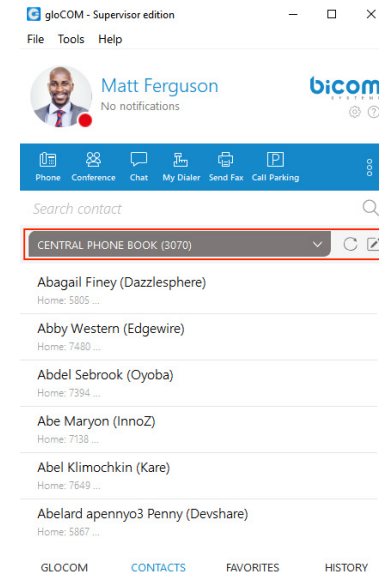 gloCOM - Supervisor edition
File Tools Help
Matt Ferguson
No notifications
bicom
SYSTEMS
Phone Conference Chat My Dialer Send Fax Call Parking
Search contact
CENTRAL PHONE BOOK (3070)
Abagail Finey (Dazzlesphere)
Home: 5805 ...
Abby Western (Edgewire)
Home: 7480 ...
Abdel Sebrook (Oyoba)
Home: 7394 ...
Abe Maryon (InnoZ)
Home: 7138 ...
Abel Klimochkin (Kare)
Home: 7649 ...
Abelard apennyo3 Penny (Devshare)
Home: 5867 ...
GLOCOM CONTACTS FAVORITES HISTORY